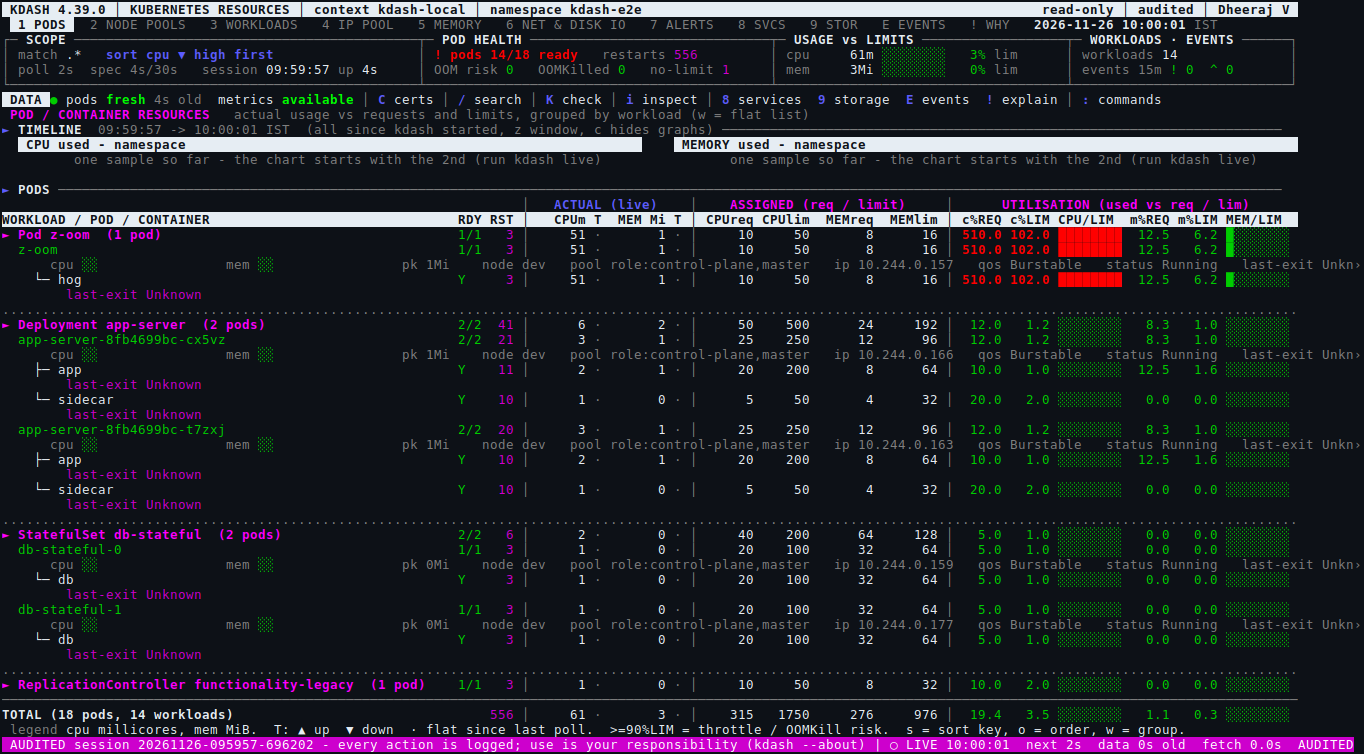 KDASH 4.39.0 │ KUBERNETES RESOURCES │ context kdash-local │ namespace kdash-e2e read-only │ audited │ Dheeraj V
1 PODS 2 NODE POOLS 3 WORKLOADS 4 IP POOL 5 MEMORY 6 NET & DISK IO 7 ALERTS 8 SVCS 9 STOR E EVENTS ! WHY 2026-11-26 10:00:01 IST
SCOPE POD HEALTH USAGE vs LIMITS WORKLOADS · EVENTS
match .* sort cpu ▼ high first │ ! pods 14/18 ready restarts 556 │ cpu 61m 3% lim │ workloads 14
poll 2s spec 4s/30s session 09:59:57 up 4s │ OOM risk 0 OOMKilled 0 no-limit 1 │ mem 3Mi 0% lim │ events 15m ! 0 ^ 0
DATA ● pods fresh 4s old metrics available │ C certs │ / search │ K check │ i inspect │ 8 services 9 storage E events ! explain │ : commands
POD / CONTAINER RESOURCES actual usage vs requests and limits, grouped by workload (w = flat list)
► TIMELINE 09:59:57 -> 10:00:01 IST (all since kdash started, z window, c hides graphs)
CPU used - namespace MEMORY used - namespace
one sample so far - the chart starts with the 2nd (run kdash live) one sample so far - the chart starts with the 2nd (run kdash live)
► PODS
│ ACTUAL (live) │ ASSIGNED (req / limit) │ UTILISATION (used vs req / lim)
WORKLOAD / POD / CONTAINER RDY RST │ CPUm T MEM Mi T │ CPUreq CPUlim MEMreq MEMlim │ c%REQ c%LIM CPU/LIM m%REQ m%LIM MEM/LIM
► Pod z-oom (1 pod) 1/1 3 │ 51 · 1 · │ 10 50 8 16 │ 510.0 102.0 12.5 6.2
z-oom 1/1 3 │ 51 · 1 · │ 10 50 8 16 │ 510.0 102.0 12.5 6.2
cpu mem pk 1Mi node dev pool role:control-plane,master ip 10.244.0.157 qos Burstable status Running last-exit Unkn›
└─ hog Y 3 │ 51 · 1 · │ 10 50 8 16 │ 510.0 102.0 12.5 6.2
last-exit Unknown
► Deployment app-server (2 pods) 2/2 41 │ 6 · 2 · │ 50 500 24 192 │ 12.0 1.2 8.3 1.0
app-server-8fb4699bc-cx5vz 2/2 21 │ 3 · 1 · │ 25 250 12 96 │ 12.0 1.2 8.3 1.0
cpu mem pk 1Mi node dev pool role:control-plane,master ip 10.244.0.166 qos Burstable status Running last-exit Unkn›
├─ app Y 11 │ 2 · 1 · │ 20 200 8 64 │ 10.0 1.0 12.5 1.6
last-exit Unknown
└─ sidecar Y 10 │ 1 · 0 · │ 5 50 4 32 │ 20.0 2.0 0.0 0.0
last-exit Unknown
app-server-8fb4699bc-t7zxj 2/2 20 │ 3 · 1 · │ 25 250 12 96 │ 12.0 1.2 8.3 1.0
cpu mem pk 1Mi node dev pool role:control-plane,master ip 10.244.0.163 qos Burstable status Running last-exit Unkn›
├─ app Y 10 │ 2 · 1 · │ 20 200 8 64 │ 10.0 1.0 12.5 1.6
last-exit Unknown
└─ sidecar Y 10 │ 1 · 0 · │ 5 50 4 32 │ 20.0 2.0 0.0 0.0
last-exit Unknown
► StatefulSet db-stateful (2 pods) 2/2 6 │ 2 · 0 · │ 40 200 64 128 │ 5.0 1.0 0.0 0.0
db-stateful-0 1/1 3 │ 1 · 0 · │ 20 100 32 64 │ 5.0 1.0 0.0 0.0
cpu mem pk 0Mi node dev pool role:control-plane,master ip 10.244.0.159 qos Burstable status Running last-exit Unkn›
└─ db Y 3 │ 1 · 0 · │ 20 100 32 64 │ 5.0 1.0 0.0 0.0
last-exit Unknown
db-stateful-1 1/1 3 │ 1 · 0 · │ 20 100 32 64 │ 5.0 1.0 0.0 0.0
cpu mem pk 0Mi node dev pool role:control-plane,master ip 10.244.0.177 qos Burstable status Running last-exit Unkn›
└─ db Y 3 │ 1 · 0 · │ 20 100 32 64 │ 5.0 1.0 0.0 0.0
last-exit Unknown
► ReplicationController functionality-legacy (1 pod) 1/1 3 │ 1 · 0 · │ 10 50 8 32 │ 10.0 2.0 0.0 0.0
TOTAL (18 pods, 14 workloads) 556 │ 61 · 3 · │ 315 1750 276 976 │ 19.4 3.5 1.1 0.3
legend cpu millicores, mem MiB. T: ▲ up ▼ down · flat since last poll. >=90%LIM = throttle / OOMKill risk. s = sort key, o = order, w = group.
AUDITED session 20261126-095957-696202 - every action is logged; use is your responsibility (kdash --about) │ ○ LIVE 10:00:01 next 2s data 0s old fetch 0.0s AUDITED